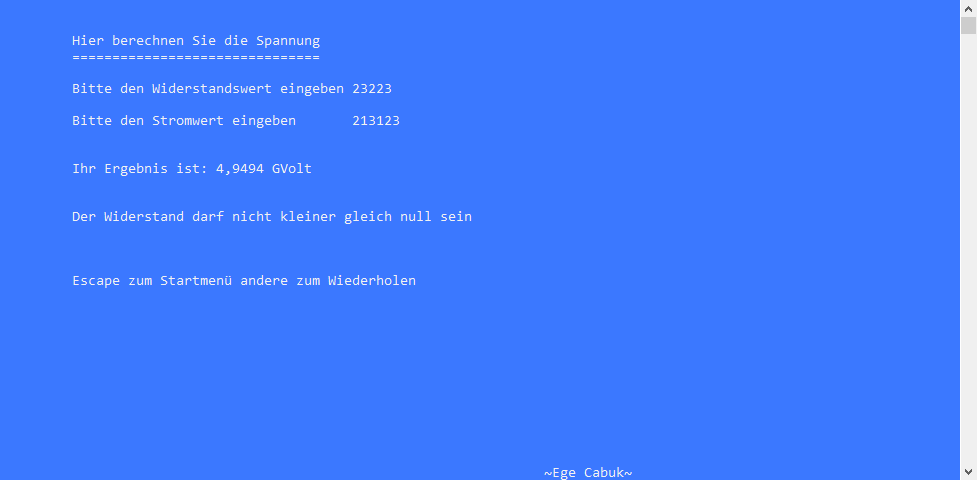 Hier berechnen Sie die Spannung
===============================
Bitte den Widerstandswert eingeben 23223
Bitte den Stromwert eingeben       213123
Ihr Ergebnis ist: 4,9494 GVolt
Der Widerstand darf nicht kleiner gleich null sein
Escape zum Startmenü andere zum Wiederholen
~Ege Cabuk~